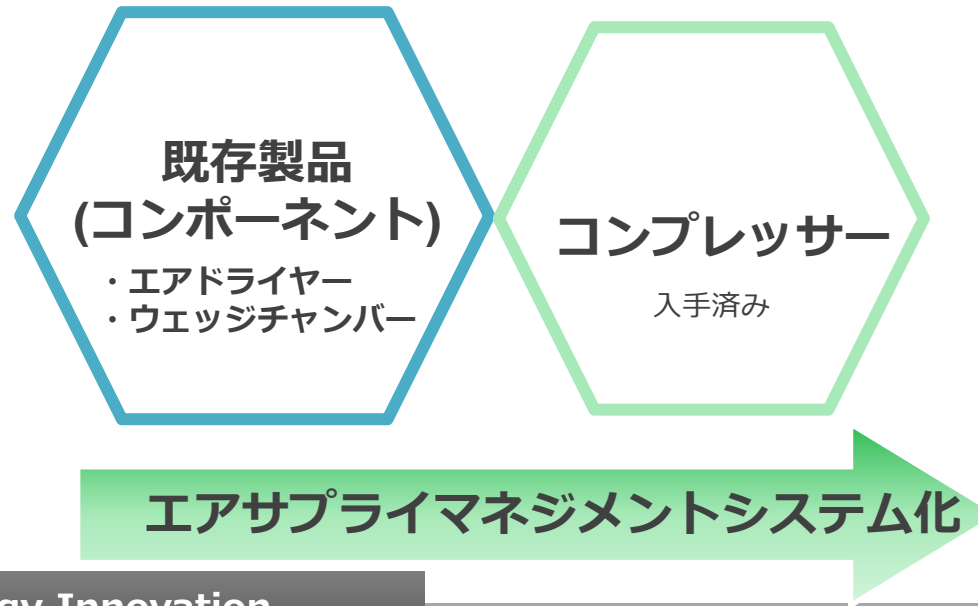 既存製品
(コンポーネント)
・エアドライヤー
・ウェッジチャンバー
コンプレッサー
入手済み
エアサプライマネジメントシステム化
gy Innovation